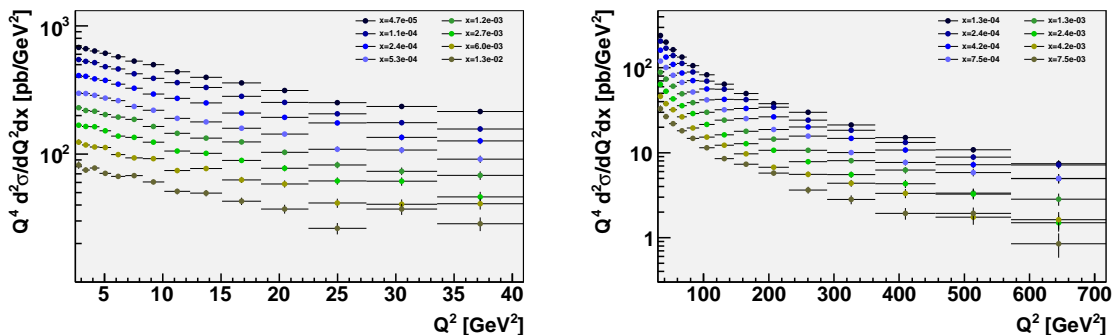 Q⁴ d²σ/dQ²dx [pb/GeV²]
10³
10²
x=4.7e-05 x=1.2e-03
x=1.1e-04 x=2.7e-03
x=2.4e-04 x=6.0e-03
x=5.3e-04 x=1.3e-02
5 10 15 20 25 30 35 40
Q² [GeV²]
Q⁴ d²σ/dQ²dx [pb/GeV²]
10²
10
1
x=1.3e-04 x=1.3e-03
x=2.4e-04 x=2.4e-03
x=4.2e-04 x=4.2e-03
x=7.5e-04 x=7.5e-03
100 200 300 400 500 600 700
Q² [GeV²]